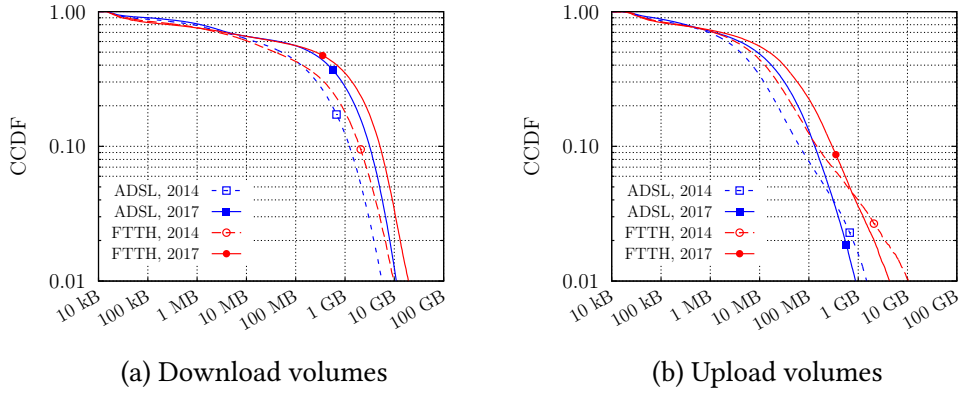 1.00
0.10
0.01
CCDF
ADSL, 2014
ADSL, 2017
FTTH, 2014
FTTH, 2017
10 kB
100 kB
1 MB
10 MB
100 MB
1 GB
10 GB
100 GB
(a) Download volumes
1.00
0.10
0.01
CCDF
ADSL, 2014
ADSL, 2017
FTTH, 2014
FTTH, 2017
10 kB
100 kB
1 MB
10 MB
100 MB
1 GB
10 GB
100 GB
(b) Upload volumes